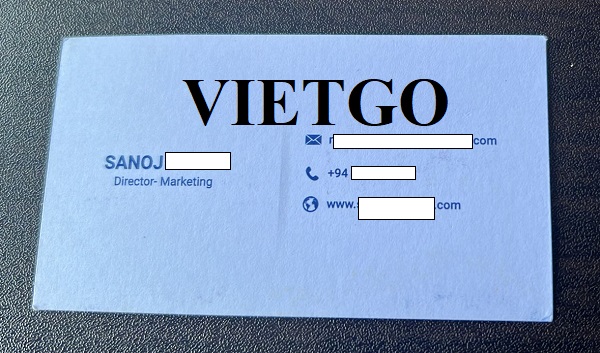 VIETGO
SANOJ
Director- Marketing
com
+94
www.s .com